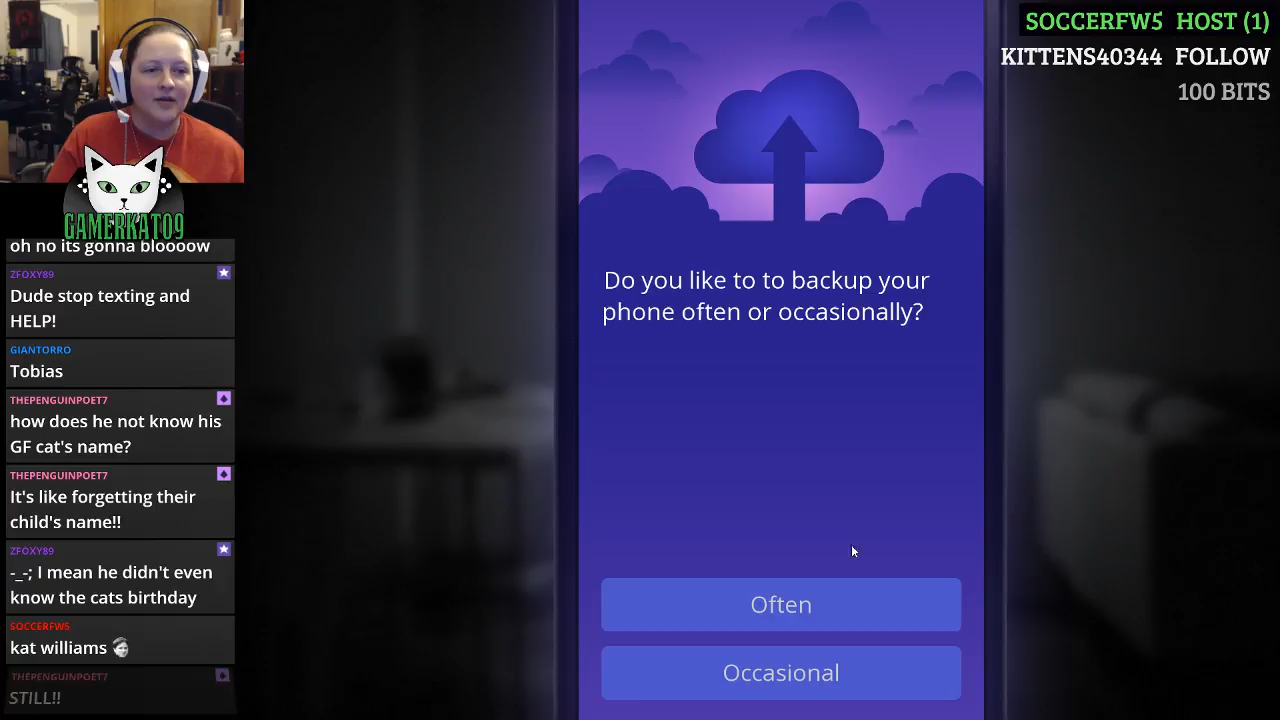 SOCCERFW5 HOST (1)
KITTENS40344 FOLLOW
100 BITS
GAMERKAT09
oh no its gonna bloooow
ZFOXY89
Dude stop texting and
HELP!
GIANTORRO
Tobias
THEPENGUINPOET7
how does he not know his
GF cat's name?
THEPENGUINPOET7
It's like forgetting their
child's name!!
ZFOXY89
-_-; I mean he didn't even
know the cats birthday
SOCCERFW5
kat williams
THEPENGUINPOET7
STILL!!
Do you like to to backup your
phone often or occasionally?
Often
Occasional